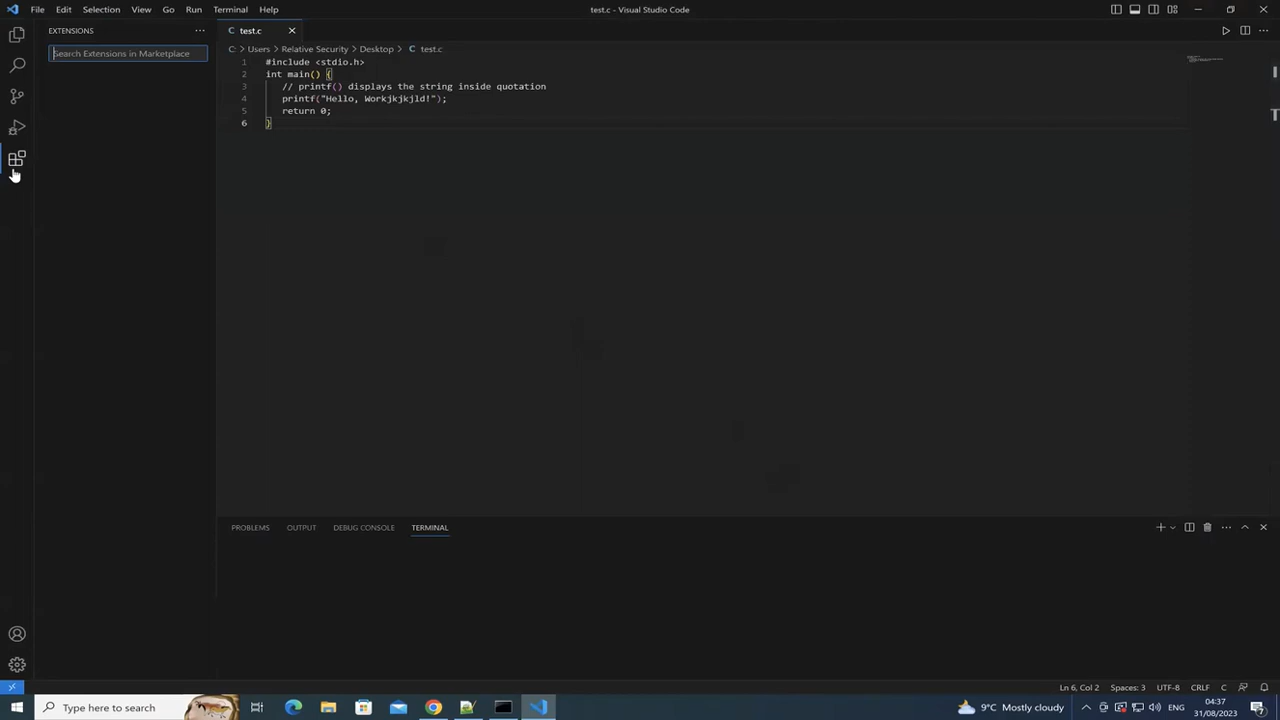 File Edit Selection View Go Run Terminal Help
test.c - Visual Studio Code
EXTENSIONS
Search Extensions in Marketplace
test.c
C: > Users > Relative Security > Desktop > test.c
1 #include <stdio.h>
2 int main() {
3 // printf() displays the string inside quotation
4 printf("Hello, Workjkjkjld!");
5 return 0;
6 }
PROBLEMS OUTPUT DEBUG CONSOLE TERMINAL
Ln 6, Col 2 Spaces: 3 UTF-8 CRLF C
Type here to search
9°C Mostly cloudy
ENG
04:37
31/08/2023